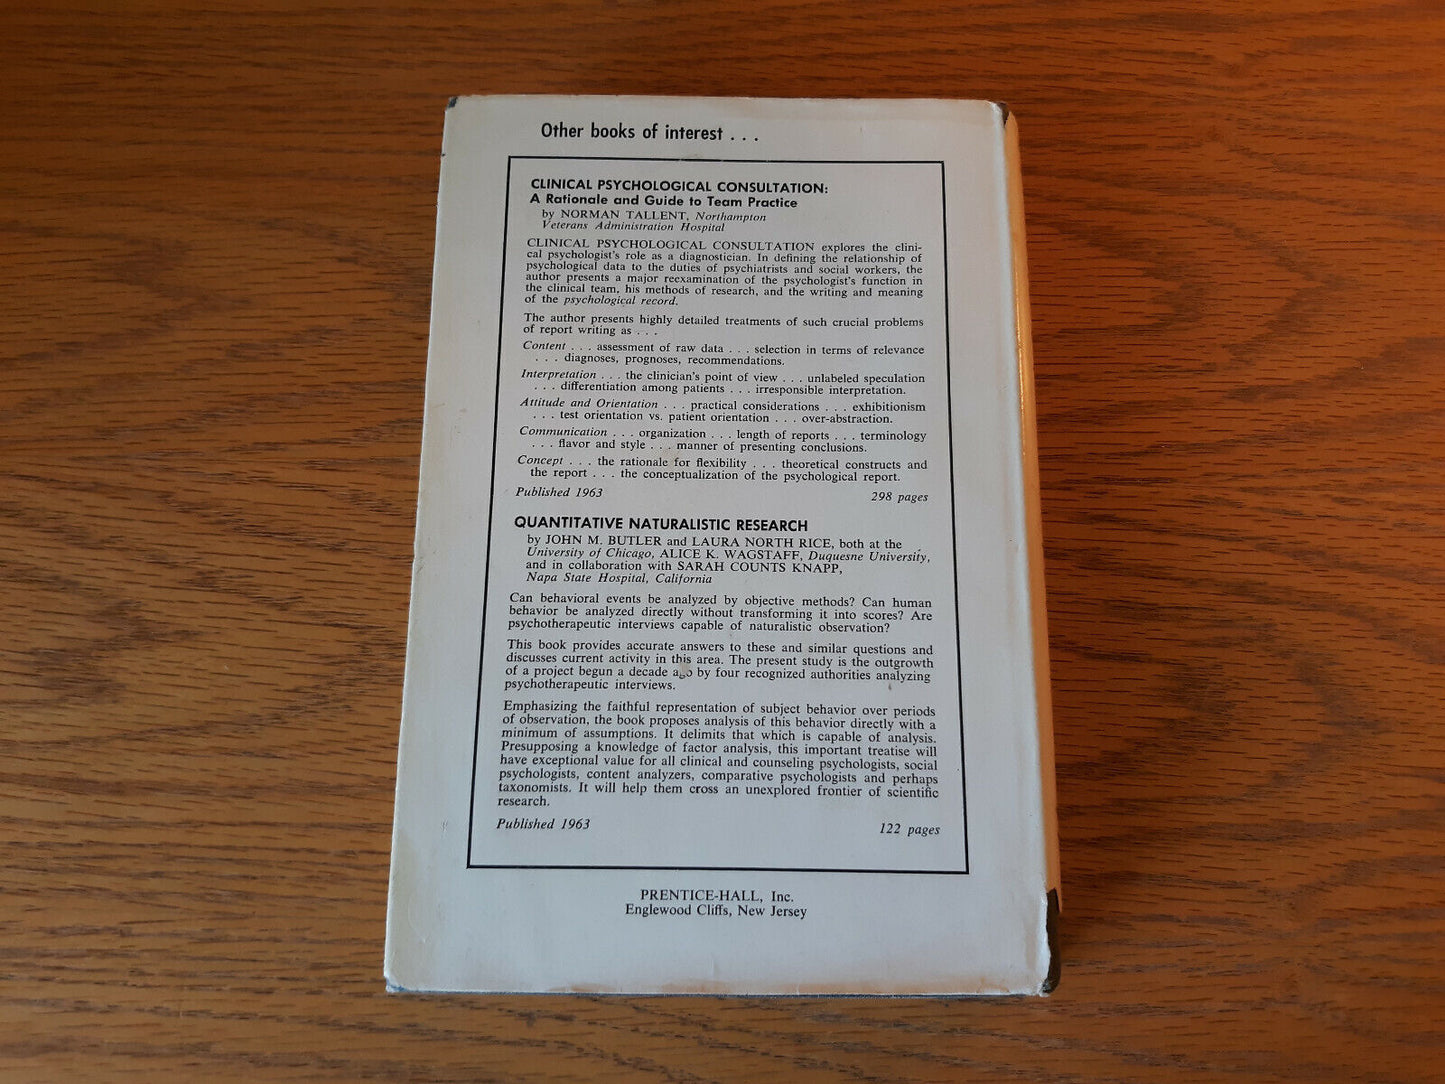 Other books of interest . . .
CLINICAL PSYCHOLOGICAL CONSULTATION:
A Rationale and Guide to Team Practice
by NORMAN TALLENT, Northampton
Veterans Administration Hospital
CLINICAL PSYCHOLOGICAL CONSULTATION explores the clini-
cal psychologist's role as a diagnostician. In defining the relationship of
psychological data to the duties of psychiatrists and social workers, the
author presents a major reexamination of the psychologist's function in
the clinical team, his methods of research, and the writing and meaning
of the psychological record.
The author presents highly detailed treatments of such crucial problems
of report writing as . . .
Content . . . assessment of raw data . . . selection in terms of relevance
. . . diagnoses, prognoses, recommendations.
Interpretation . . . the clinician's point of view . . . unlabeled speculation
. . . differentiation among patients . . . irresponsible interpretation.
Attitude and Orientation . . . practical considerations . . . exhibitionism
. . . test orientation vs. patient orientation . . . over-abstraction.
Communication . . . organization . . . length of reports . . . terminology
. . . flavor and style . . . manner of presenting conclusions.
Concept . . . the rationale for flexibility . . . theoretical constructs and
the report . . . the conceptualization of the psychological report.
Published 1963 298 pages
QUANTITATIVE NATURALISTIC RESEARCH
by JOHN M. BUTLER and LAURA NORTH RICE, both at the
University of Chicago, ALICE K. WAGSTAFF, Duquesne University,
and in collaboration with SARAH COUNTS KNAPP,
Napa State Hospital, California
Can behavioral events be analyzed by objective methods? Can human
behavior be analyzed directly without transforming it into scores? Are
psychotherapeutic interviews capable of naturalistic observation?
This book provides accurate answers to these and similar questions and
discusses current activity in this area. The present study is the outgrowth
of a project begun a decade ago by four recognized authorities analyzing
psychotherapeutic interviews.
Emphasizing the faithful representation of subject behavior over periods
of observation, the book proposes analysis of this behavior directly with a
minimum of assumptions. It delimits that which is capable of analysis.
Presupposing a knowledge of factor analysis, this important treatise will
have exceptional value for all clinical and counseling psychologists, social
psychologists, content analyzers, comparative psychologists and perhaps
taxonomists. It will help them cross an unexplored frontier of scientific
research.
Published 1963 122 pages
PRENTICE-HALL, Inc.
Englewood Cliffs, New Jersey